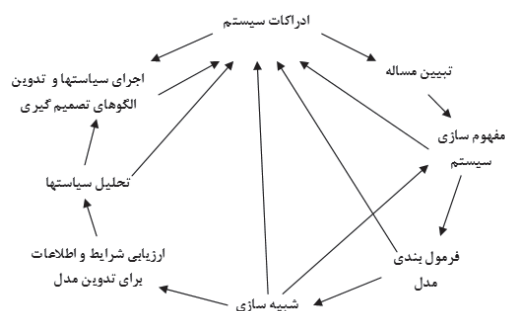 ادراکات سیستم
تبیین مساله
مفهوم سازی
سیستم
فرمول بندی
مدل
شبیه سازی
ارزیابی شرایط و اطلاعات
برای تدوین مدل
تحلیل سیاستها
اجرای سیاستها و تدوین
الگوهای تصمیم گیری